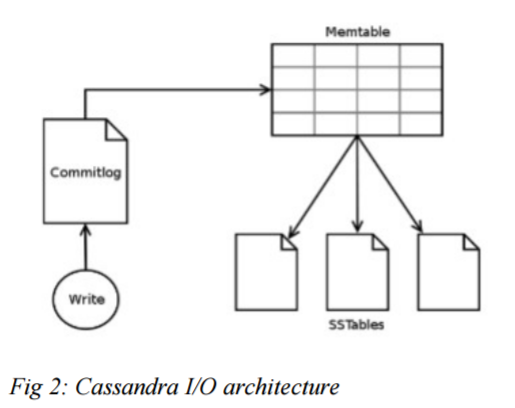 Memtable
Commitlog
Write
SSTables
Fig 2: Cassandra I/O architecture